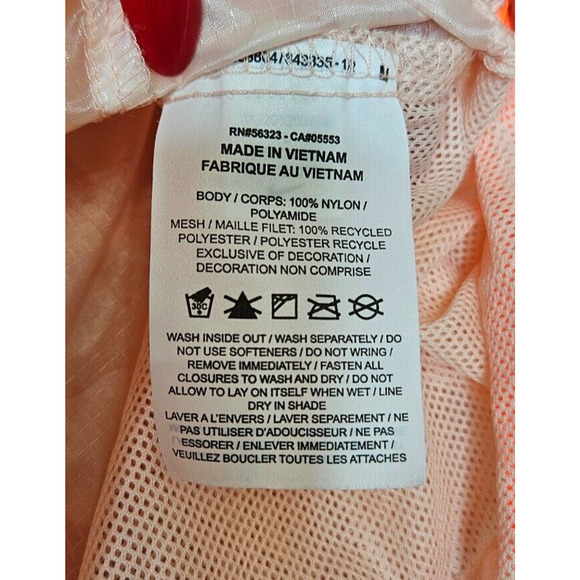 M
RN#56323 - CA#05553
MADE IN VIETNAM
FABRIQUE AU VIETNAM
BODY / CORPS: 100% NYLON /
POLYAMIDE
MESH / MAILLE FILET: 100% RECYCLED
POLYESTER / POLYESTER RECYCLE
EXCLUSIVE OF DECORATION /
DECORATION NON COMPRISE
30C
WASH INSIDE OUT / WASH SEPARATELY / DO
NOT USE SOFTENERS / DO NOT WRING /
REMOVE IMMEDIATELY / FASTEN ALL
CLOSURES TO WASH AND DRY / DO NOT
ALLOW TO LAY ON ITSELF WHEN WET / LINE
DRY IN SHADE
LAVER A L'ENVERS / LAVER SEPAREMENT / NE
PAS UTILISER D'ADOUCISSEUR / NE PAS
ESSORER / ENLEVER IMMEDIATEMENT /
VEUILLEZ BOUCLER TOUTES LES ATTACHES